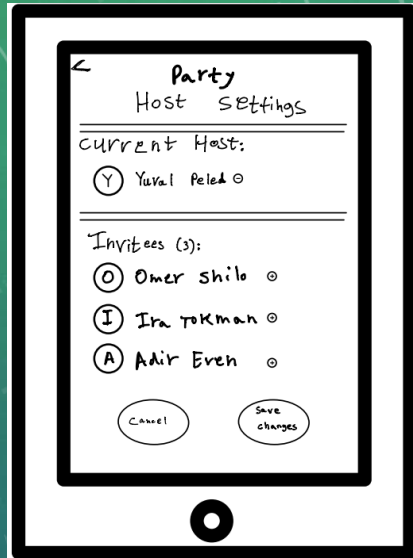 Party
Host Settings
Current Host:
Y Yuval Peled
Invitees (3):
O Omer Shilo
I Ira Tokman
A Adir Even
Cancel
Save changes